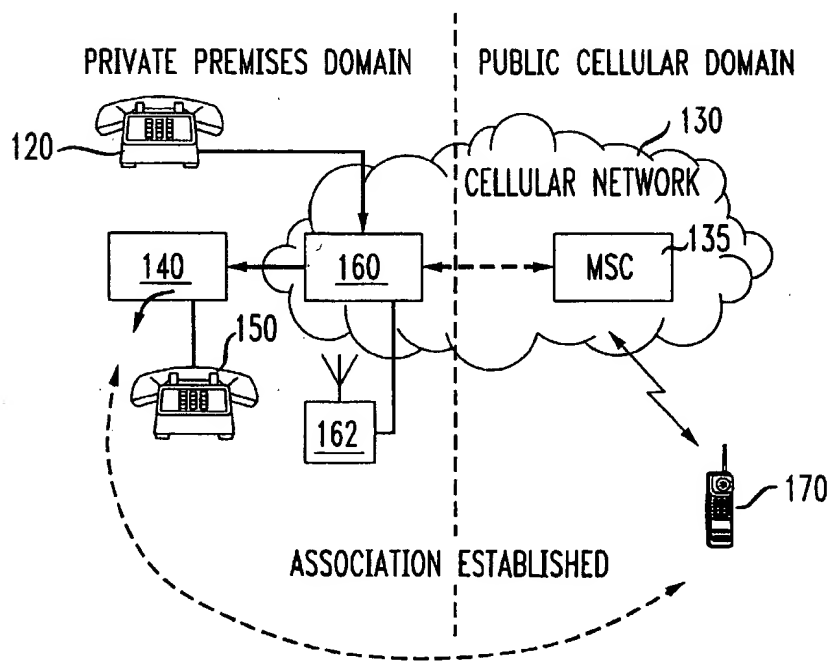 PRIVATE PREMISES DOMAIN
PUBLIC CELLULAR DOMAIN
120
130
CELLULAR NETWORK
140
160
MSC
135
150
162
170
ASSOCIATION ESTABLISHED